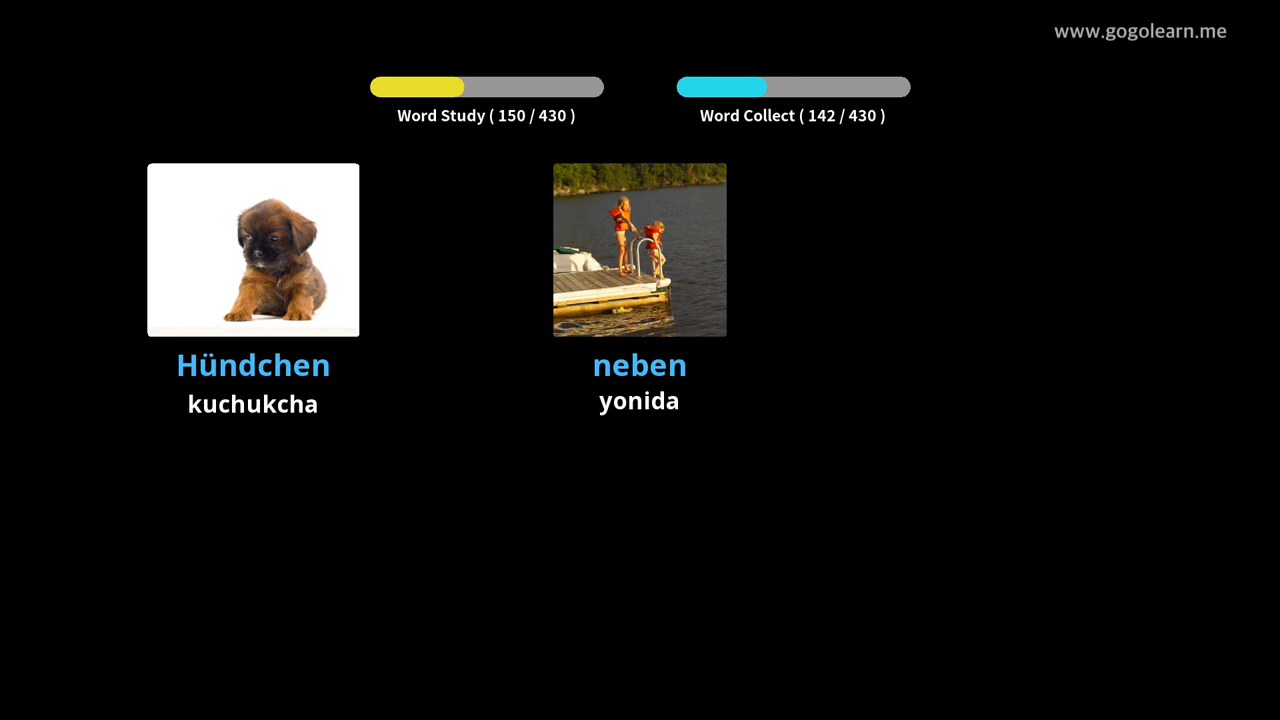 www.gogolearn.me
Word Study ( 150 / 430 )
Word Collect ( 142 / 430 )
Hündchen
kuchukcha
neben
yonida